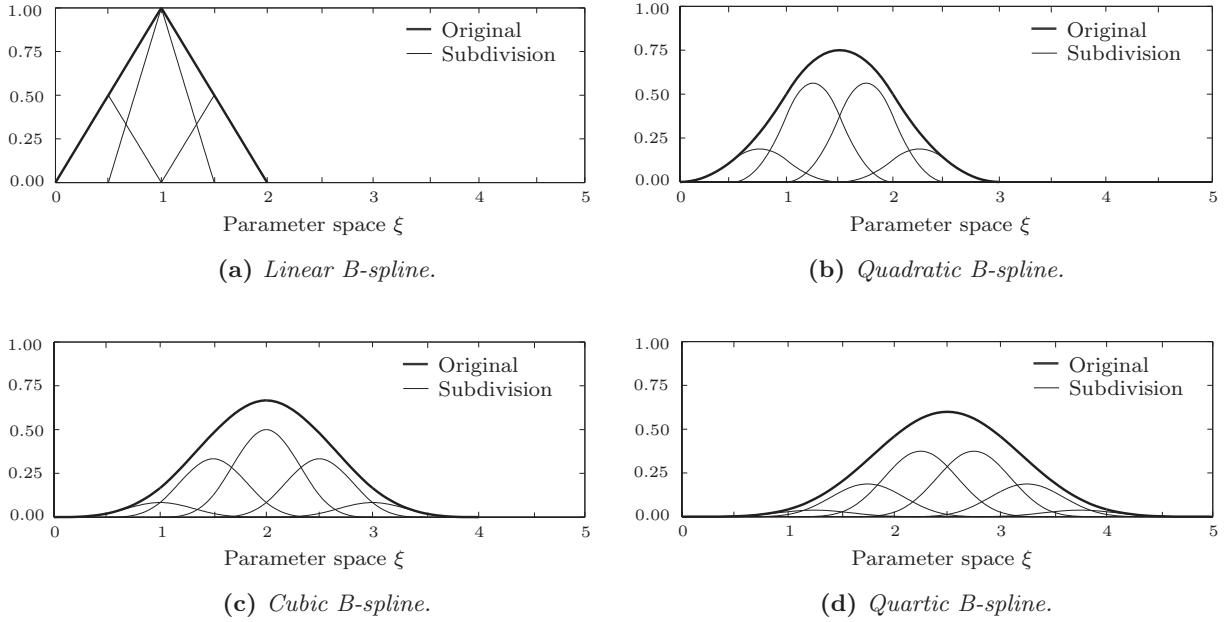 1.00
0.75
0.50
0.25
0.00
Original
Subdivision
0 1 2 3 4 5
Parameter space ξ
(a) Linear B-spline.
1.00
0.75
0.50
0.25
0.00
Original
Subdivision
0 1 2 3 4 5
Parameter space ξ
(b) Quadratic B-spline.
1.00
0.75
0.50
0.25
0.00
Original
Subdivision
0 1 2 3 4 5
Parameter space ξ
(c) Cubic B-spline.
1.00
0.75
0.50
0.25
0.00
Original
Subdivision
0 1 2 3 4 5
Parameter space ξ
(d) Quartic B-spline.